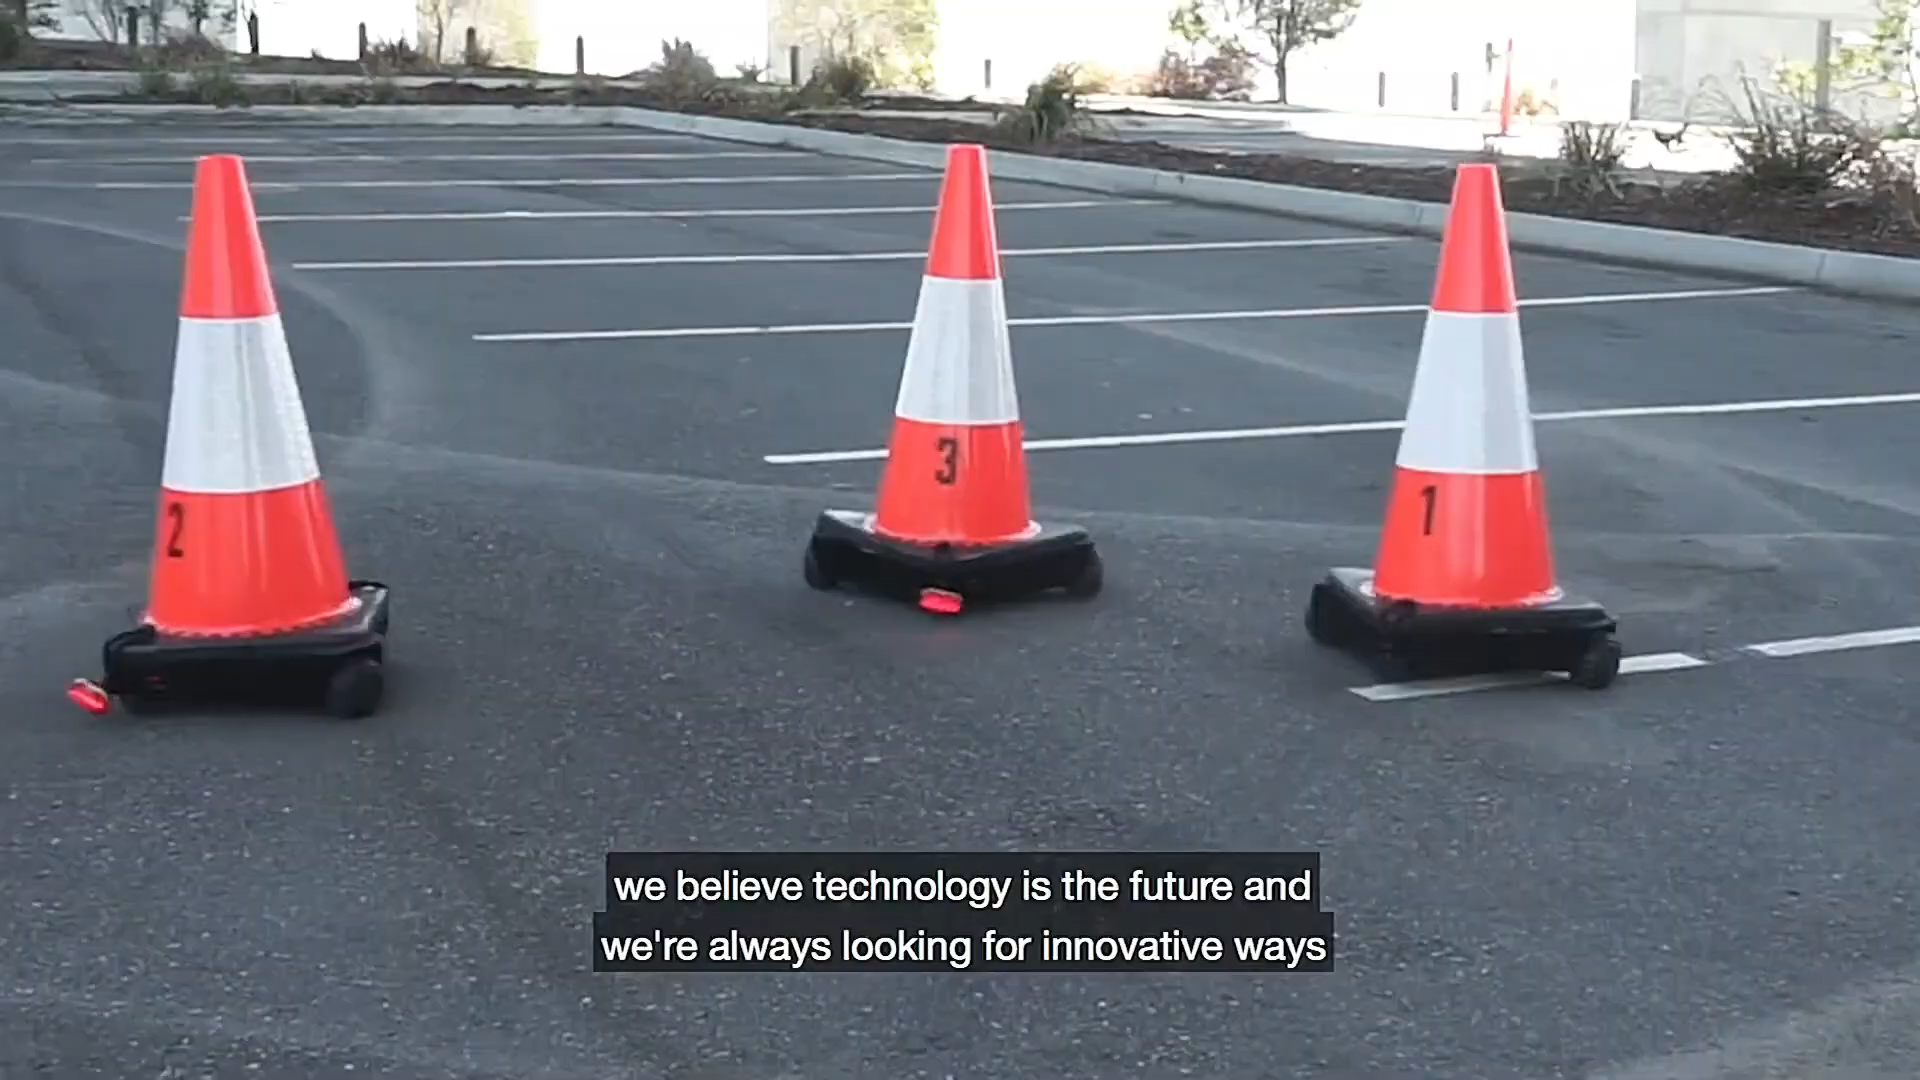 2
3
1
we believe technology is the future and
we're always looking for innovative ways